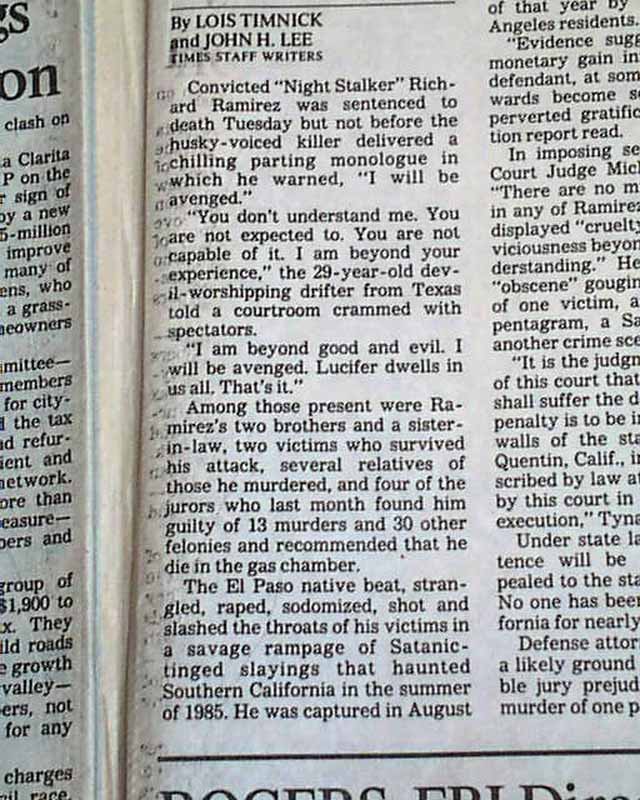 gs
on
clash on
a Clarita
P on the
sign of
by a new
5-million
improve
many of
ens, who
a grass-
meowners
mmittee—
members
for city-
d the tax
nd refur-
ient and
network.
ore than
easure—
bers and
group of
$1,900 to
x. They
ild roads
e growth
valley—
ers, not
for any
charges
race,
By LOIS TIMNICK
and JOHN H. LEE
TIMES STAFF WRITERS
Convicted “Night Stalker” Rich-
ard Ramirez was sentenced to
death Tuesday but not before the
husky-voiced killer delivered a
chilling parting monologue in
which he warned, “I will be
avenged.”
“You don't understand me. You
are not expected to. You are not
capable of it. I am beyond your
experience,” the 29-year-old dev-
il-worshipping drifter from Texas
told a courtroom crammed with
spectators.
“I am beyond good and evil. I
will be avenged. Lucifer dwells in
us all. That's it.”
Among those present were Ra-
mirez's two brothers and a sister-
in-law, two victims who survived
his attack, several relatives of
those he murdered, and four of the
jurors who last month found him
guilty of 13 murders and 30 other
felonies and recommended that he
die in the gas chamber.
The El Paso native beat, stran-
gled, raped, sodomized, shot and
slashed the throats of his victims in
a savage rampage of Satanic-
tinged slayings that haunted
Southern California in the summer
of 1985. He was captured in August
of that year by
Angeles residents.
“Evidence sugg
monetary gain in
defendant, at som
wards become se
perverted gratific
tion report read.
In imposing se
Court Judge Mich
“There are no m
in any of Ramirez
displayed “cruelty
viciousness beyon
derstanding.” He
“obscene” gougin
of one victim, a
pentagram, a Sa
another crime sce
“It is the judgm
of this court that
shall suffer the d
penalty is to be in
walls of the sta
Quentin, Calif., in
scribed by law at
by this court in
execution,” Tyna
Under state la
tence will be
pealed to the sta
No one has been
fornia for nearly
Defense attor
a likely ground
ble jury prejud
murder of one p
ROGERS FBI Dir